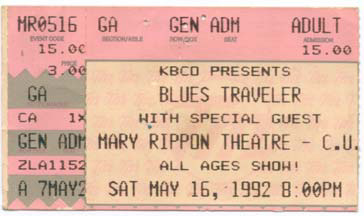 MR0516 GA GEN ADM ADULT
EVENT CODE SECTION/AISLE ROW/BOX SEAT ADMISSION
15.00 15.00
PRICE
3.00 KBCO PRESENTS
GA BLUES TRAVELER
CA 1X WITH SPECIAL GUEST
GEN ADM MARY RIPPON THEATRE - C.U.
ZLA1152 ALL AGES SHOW!
A 7MAY2 SAT MAY 16, 1992 8:00PM